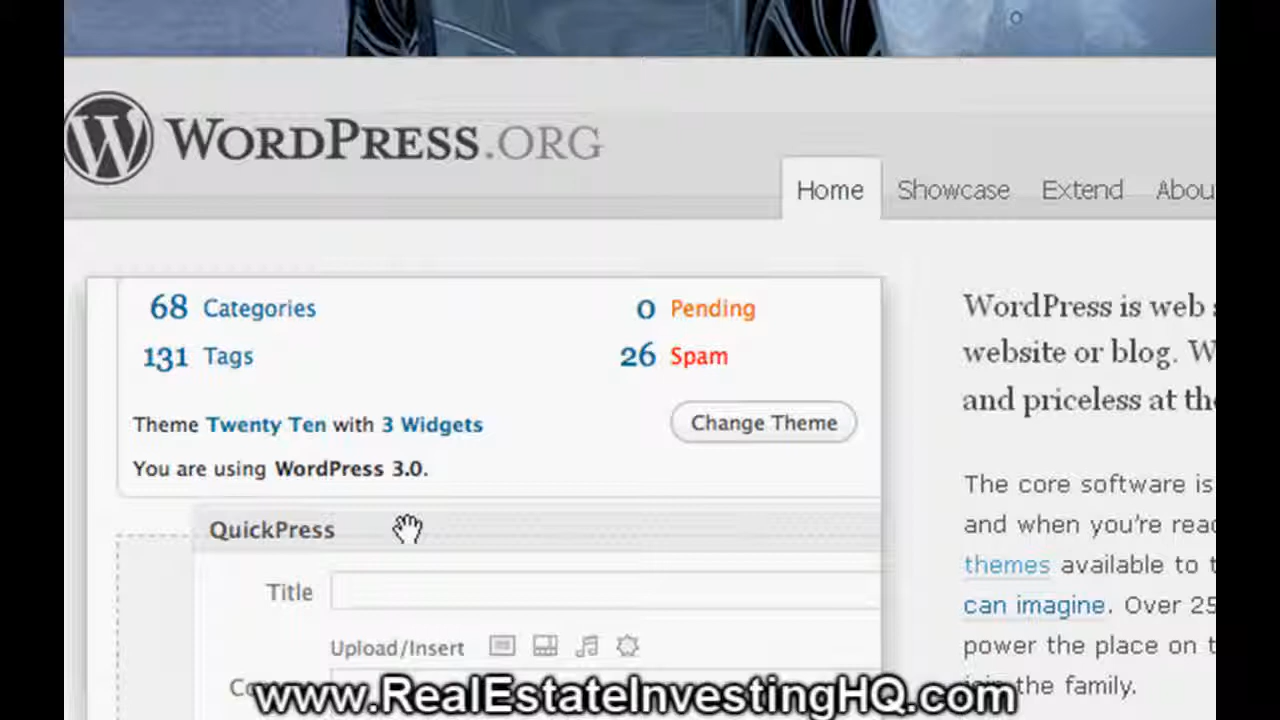 WORDPRESS.ORG
Home Showcase Extend Abou
68 Categories 0 Pending
131 Tags 26 Spam
Theme Twenty Ten with 3 Widgets Change Theme
You are using WordPress 3.0.
QuickPress
Title
Upload/Insert
WordPress is web
website or blog. W
and priceless at the
The core software is
and when you're read
themes available to t
can imagine. Over 25
power the place on t
the family.
www.RealEstateInvestingHQ.com